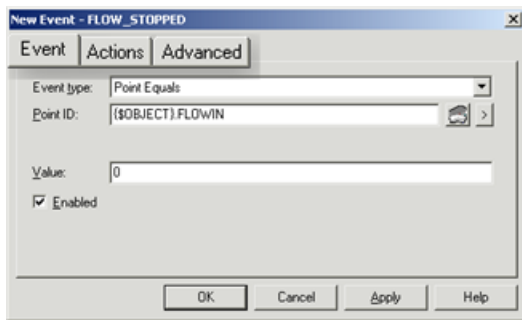 New Event - FLOW_STOPPED
Event Actions Advanced
Event type: Point Equals
Point ID: {$OBJECT}.FLOWIN
Value: 0
Enabled
OK Cancel Apply Help